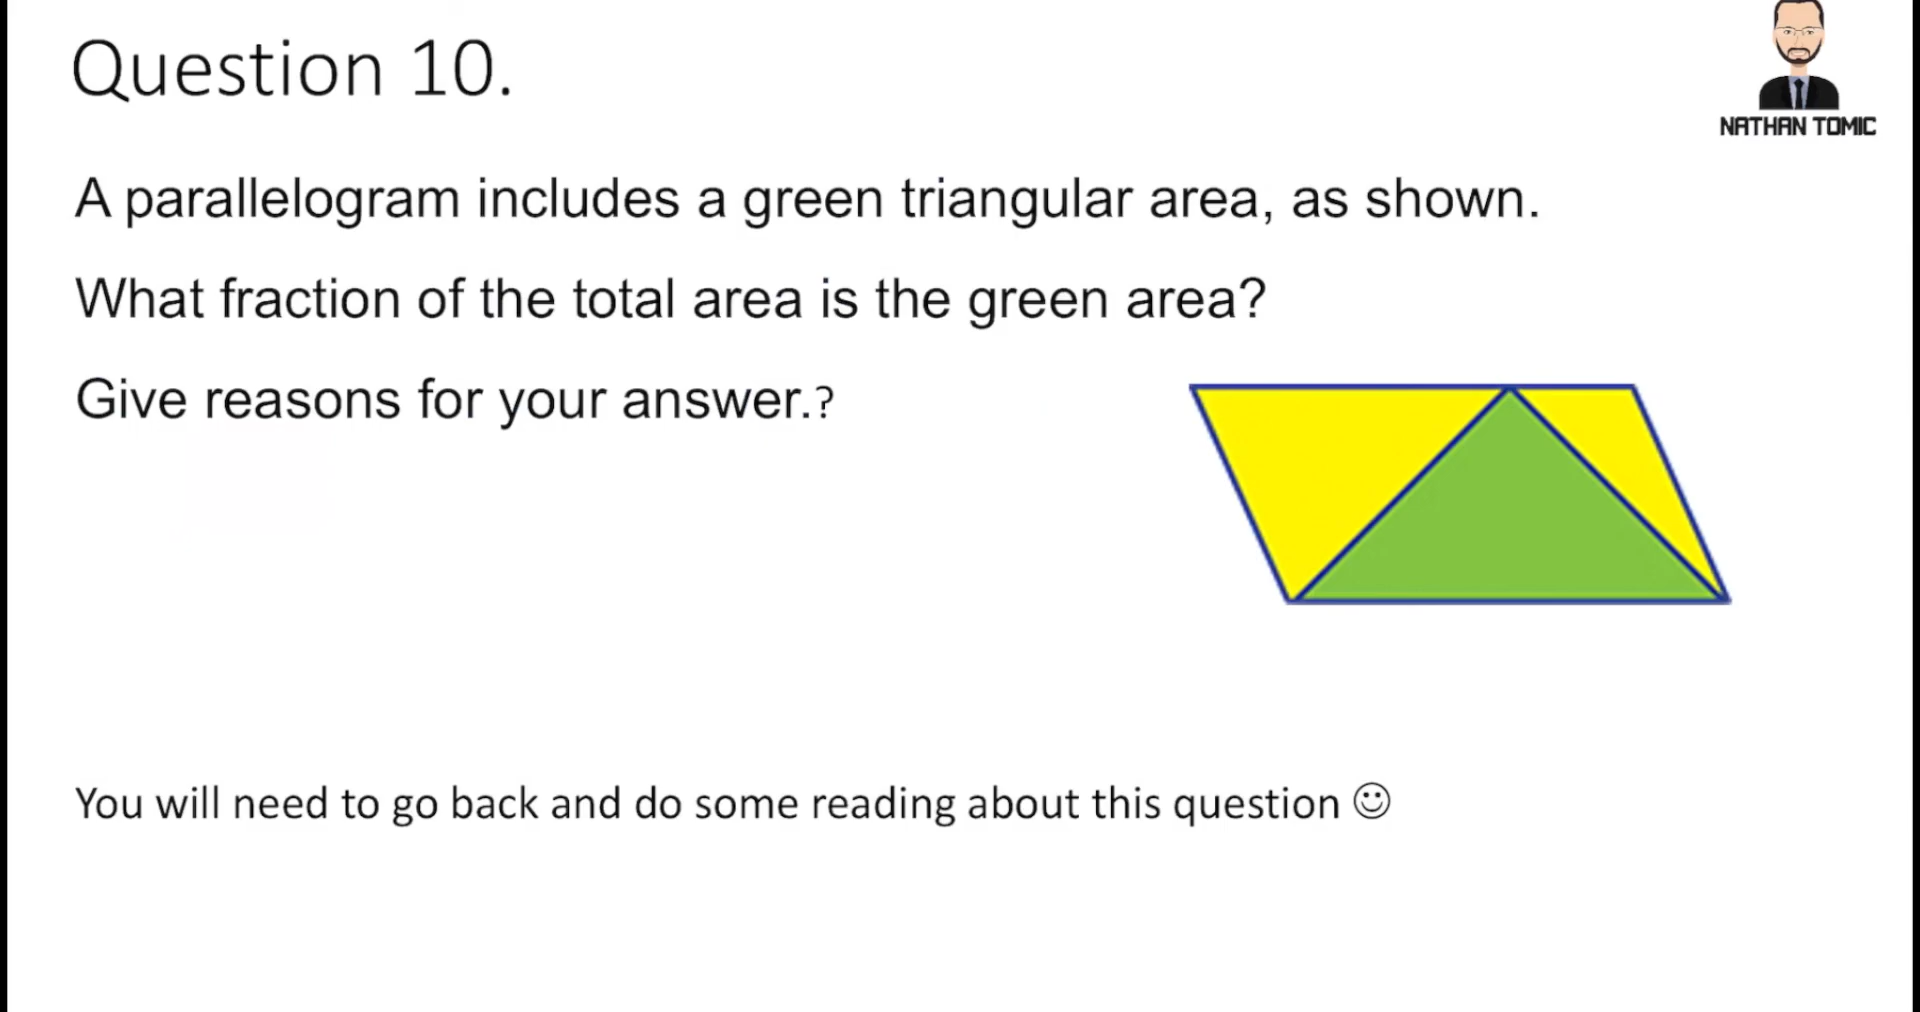 Question 10.
NATHAN TOMIC
A parallelogram includes a green triangular area, as shown.
What fraction of the total area is the green area?
Give reasons for your answer.?
You will need to go back and do some reading about this question ☺